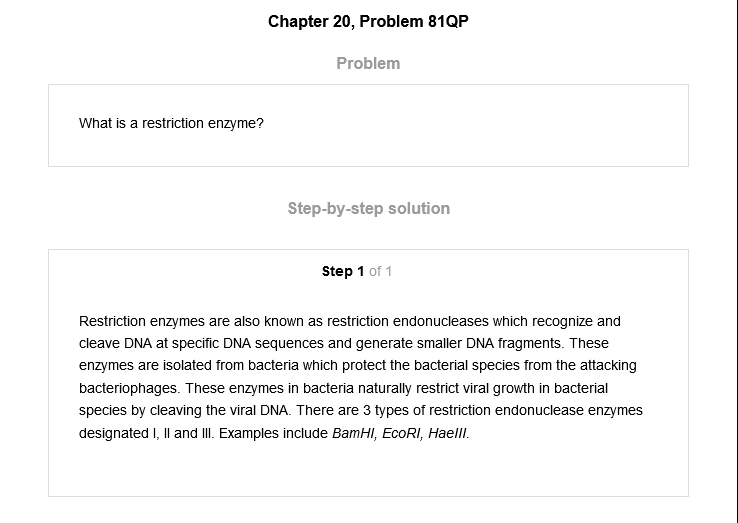 Chapter 20, Problem 81QP
Problem
What is a restriction enzyme?
Step-by-step solution
Step 1 of 1
Restriction enzymes are also known as restriction endonucleases which recognize and
cleave DNA at specific DNA sequences and generate smaller DNA fragments. These
enzymes are isolated from bacteria which protect the bacterial species from the attacking
bacteriophages. These enzymes in bacteria naturally restrict viral growth in bacterial
species by cleaving the viral DNA. There are 3 types of restriction endonuclease enzymes
designated I, II and III. Examples include BamHI, EcoRI, HaeIII.